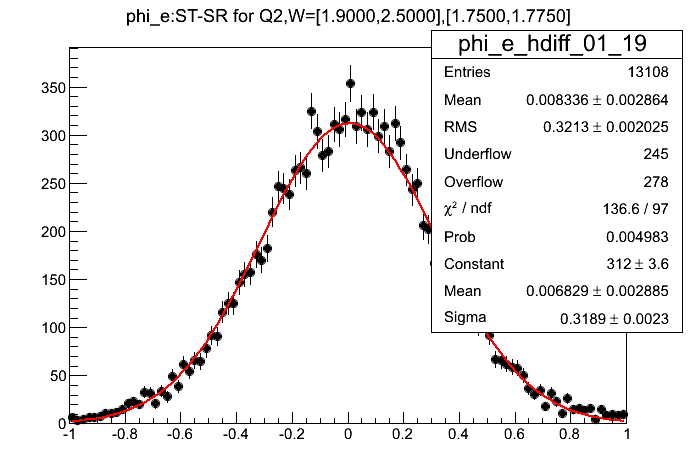 phi_e:ST-SR for Q2,W=[1.9000,2.5000],[1.7500,1.7750]
phi_e_hdiff_01_19
Entries 13108
Mean 0.008336 ± 0.002864
RMS 0.3213 ± 0.002025
Underflow 245
Overflow 278
χ² / ndf 136.6 / 97
Prob 0.004983
Constant 312 ± 3.6
Mean 0.006829 ± 0.002885
Sigma 0.3189 ± 0.0023
350
300
250
200
150
100
50
0
-1 -0.8 -0.6 -0.4 -0.2 0 0.2 0.4 0.6 0.8 1